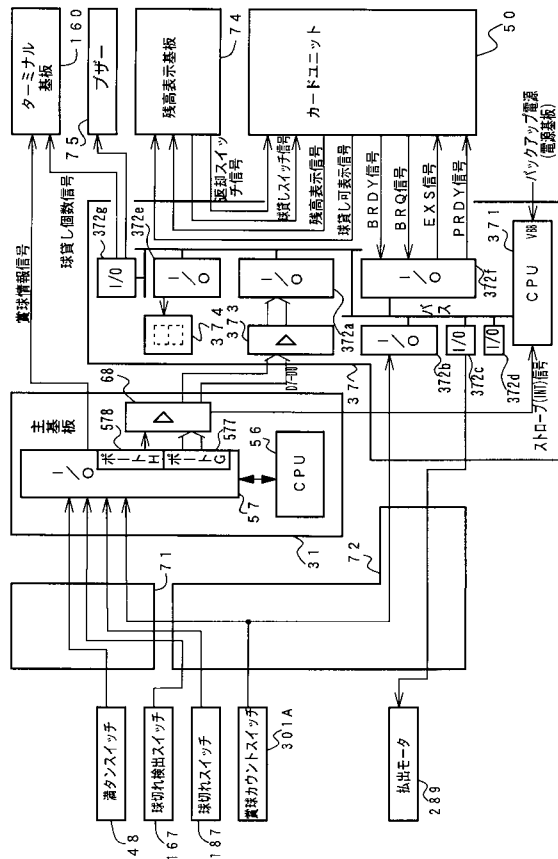 ターミナル
基板
160
ブザー
75
残高表示基板
74
カードユニット
50
賞球情報信号
球貸し個数信号
返却スイッ
チ信号
球貸しスイッチ信号
残高表示信号
球貸し可表示信号
BRDY信号
BRQ信号
EXS信号
PRDY信号
372g
I/O
372e
I/O
374
373
I/O
372a
I/O
372f
バス
I/O
372b
I/O
372c
I/O
372d
37
D7-D0
CPU
VBB
371
バックアップ電源
(電源基板)
ストローブ(INT)信号
主基板
68
578
577
I/O
ポートH
ポートG
57
CPU
56
31
71
72
満タンスイッチ
48
球切れ検出スイッチ
167
球切れスイッチ
187
賞球カウントスイッチ
301A
払出モータ
289